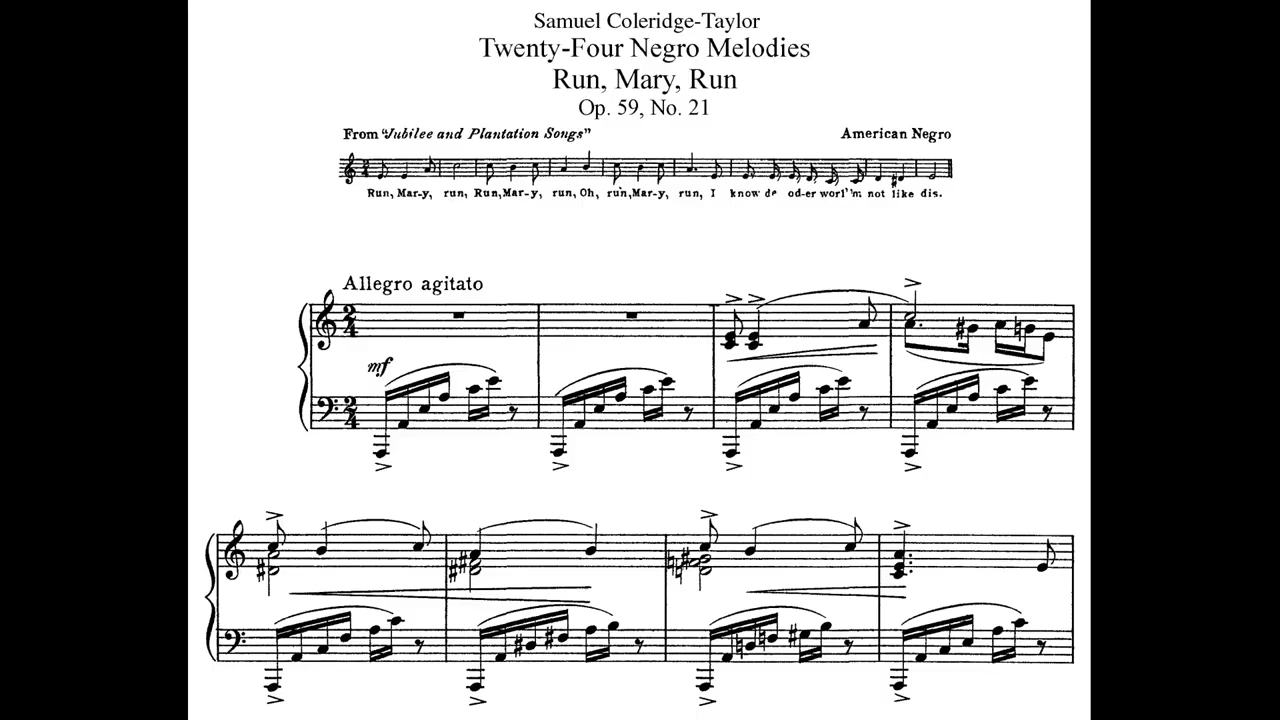 Samuel Coleridge-Taylor
Twenty-Four Negro Melodies
Run, Mary, Run
Op. 59, No. 21
From "Jubilee and Plantation Songs" American Negro
Run, Mar-y, run, Run, Mar-y, run, Oh, run, Mar-y, run, I know de od-er worl' 'm not like dis.
Allegro agitato
mf